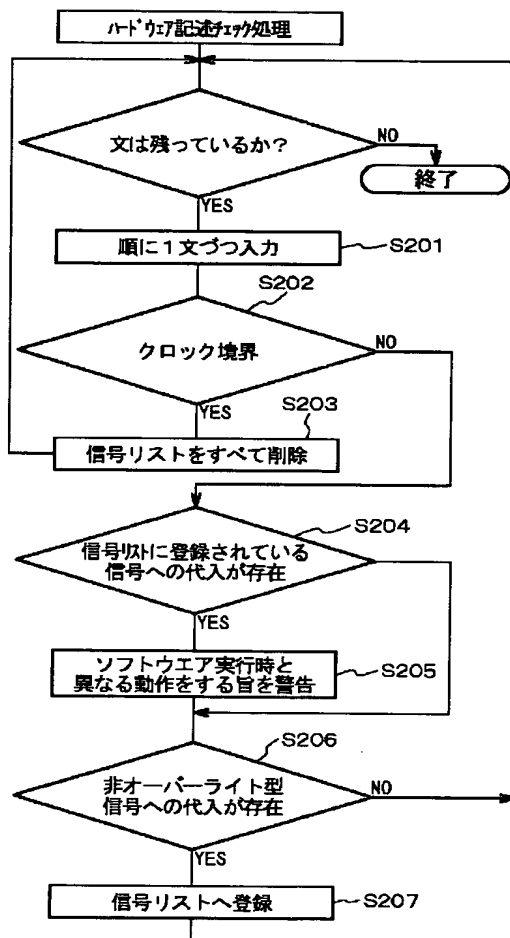 ハードウェア記述チェック処理
文は残っているか?
NO
終了
YES
順に1文づつ入力
S201
S202
クロック境界
NO
YES
S203
信号リストをすべて削除
S204
信号リストに登録されている
信号への代入が存在
YES
ソフトウエア実行時と
異なる動作をする旨を警告
S205
S206
非オーバーライト型
信号への代入が存在
NO
YES
信号リストへ登録
S207